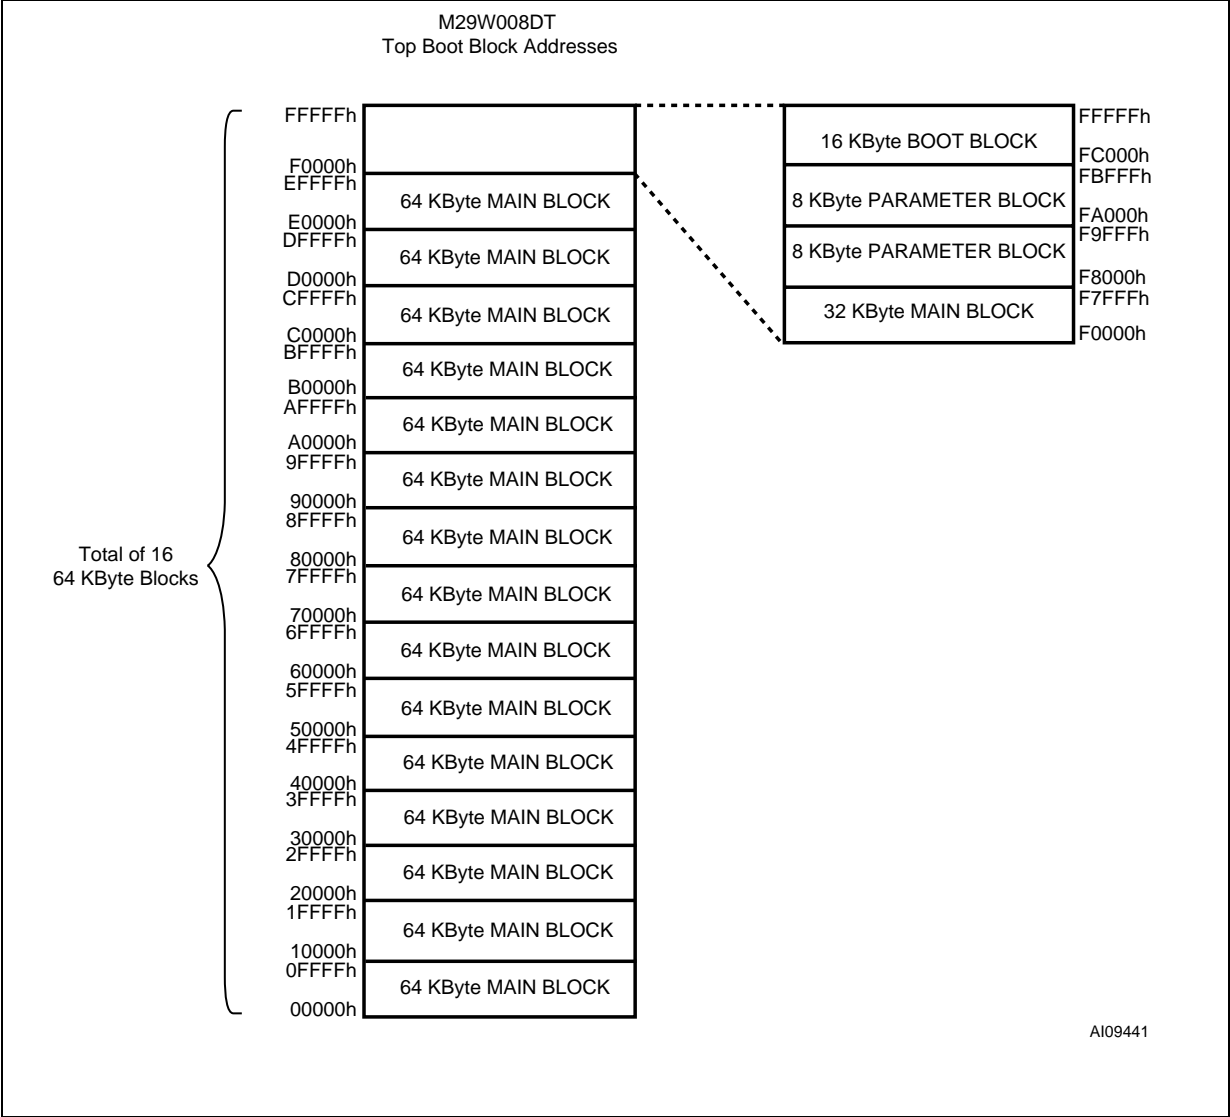 M29W008DT
Top Boot Block Addresses
FFFFFh
F0000h
EFFFFh
64 KByte MAIN BLOCK
E0000h
DFFFFh
64 KByte MAIN BLOCK
D0000h
CFFFFh
64 KByte MAIN BLOCK
C0000h
BFFFFh
64 KByte MAIN BLOCK
B0000h
AFFFFh
64 KByte MAIN BLOCK
A0000h
9FFFFh
64 KByte MAIN BLOCK
90000h
8FFFFh
64 KByte MAIN BLOCK
80000h
7FFFFh
64 KByte MAIN BLOCK
70000h
6FFFFh
64 KByte MAIN BLOCK
60000h
5FFFFh
64 KByte MAIN BLOCK
50000h
4FFFFh
64 KByte MAIN BLOCK
40000h
3FFFFh
64 KByte MAIN BLOCK
30000h
2FFFFh
64 KByte MAIN BLOCK
20000h
1FFFFh
64 KByte MAIN BLOCK
10000h
0FFFFh
64 KByte MAIN BLOCK
00000h
Total of 16
64 KByte Blocks
FFFFFh
16 KByte BOOT BLOCK
FC000h
FBFFFh
8 KByte PARAMETER BLOCK
FA000h
F9FFFh
8 KByte PARAMETER BLOCK
F8000h
F7FFFh
32 KByte MAIN BLOCK
F0000h
AI09441